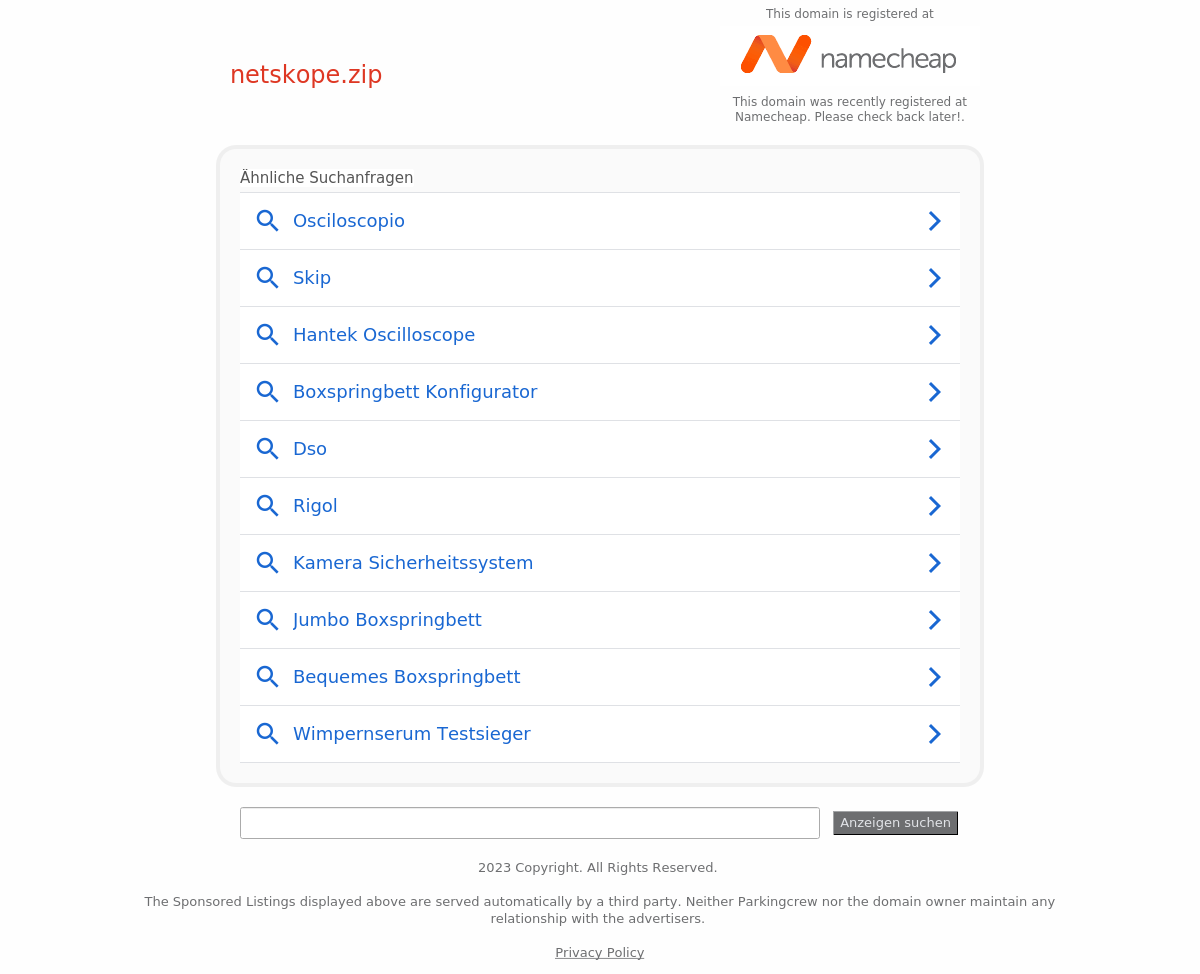 This domain is registered at
namecheap
netskope.zip
This domain was recently registered at
Namecheap. Please check back later!.
Ähnliche Suchanfragen
Osciloscopio
Skip
Hantek Oscilloscope
Boxspringbett Konfigurator
Dso
Rigol
Kamera Sicherheitssystem
Jumbo Boxspringbett
Bequemes Boxspringbett
Wimpernserum Testsieger
Anzeigen suchen
2023 Copyright. All Rights Reserved.
The Sponsored Listings displayed above are served automatically by a third party. Neither Parkingcrew nor the domain owner maintain any
relationship with the advertisers.
Privacy Policy